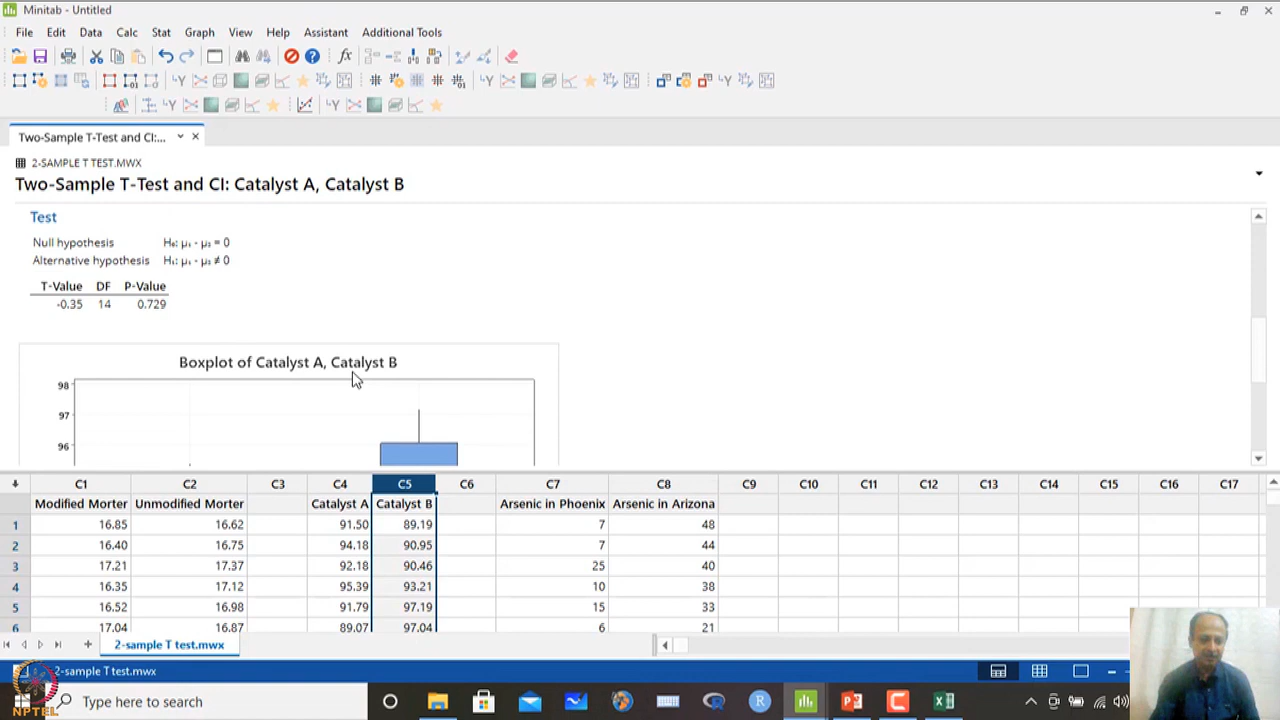 Minitab - Untitled
File Edit Data Calc Stat Graph View Help Assistant Additional Tools
Two-Sample T-Test and CI:...
2-SAMPLE T TEST.MWX
Two-Sample T-Test and CI: Catalyst A, Catalyst B
Test
Null hypothesis H₀: μ₁ - µ₂ = 0
Alternative hypothesis H₁: μ₁ - µ₂ ≠ 0
T-Value DF P-Value
-0.35 14 0.729
Boxplot of Catalyst A, Catalyst B
98
97
96
C1 C2 C3 C4 C5 C6 C7 C8 C9 C10 C11 C12 C13 C14 C15 C16 C17
Modified Morter Unmodified Morter Catalyst A Catalyst B Arsenic in Phoenix Arsenic in Arizona
1 16.85 16.62 91.50 89.19 7 48
2 16.40 16.75 94.18 90.95 7 44
3 17.21 17.37 92.18 90.46 25 40
4 16.35 17.12 95.39 93.21 10 38
5 16.52 16.98 91.79 97.19 15 33
6 17.04 16.87 89.07 97.04 6 21
2-sample T test.mwx
2-sample T test.mwx
Type here to search
NPTEL